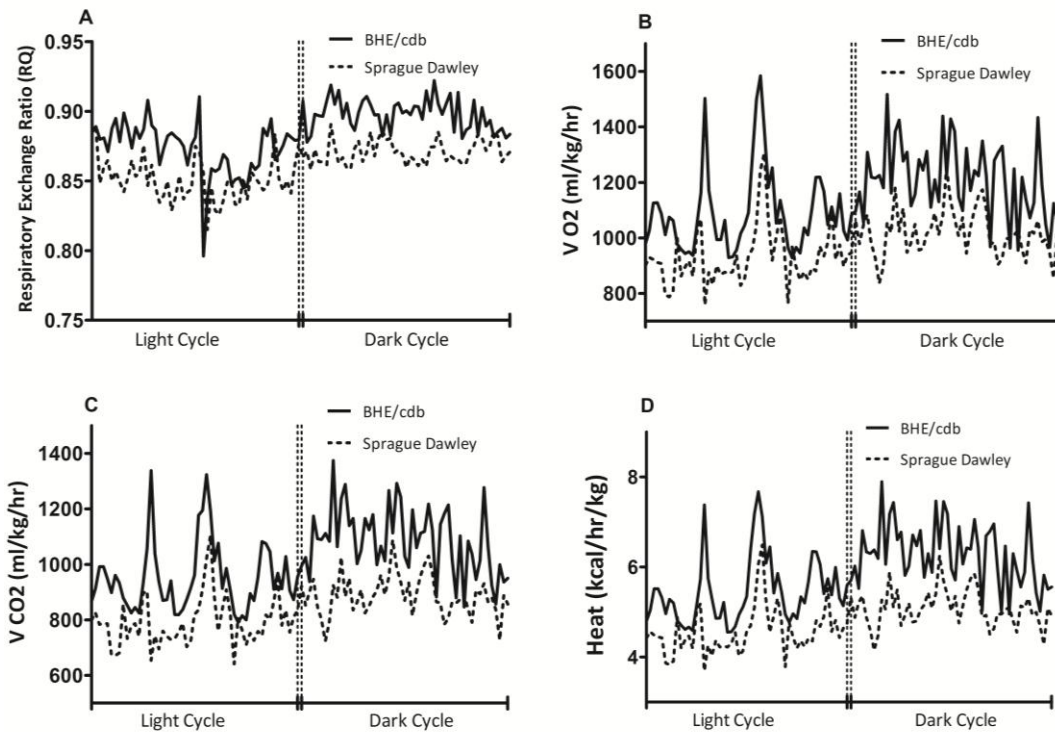 A
BHE/cdb
Sprague Dawley
Respiratory Exchange Ratio (RQ)
0.95
0.90
0.85
0.80
0.75
Light Cycle
Dark Cycle
B
BHE/cdb
Sprague Dawley
V O2 (ml/kg/hr)
1600
1400
1200
1000
800
Light Cycle
Dark Cycle
C
BHE/cdb
Sprague Dawley
V CO2 (ml/kg/hr)
1400
1200
1000
800
600
Light Cycle
Dark Cycle
D
BHE/cdb
Sprague Dawley
Heat (kcal/hr/kg)
8
6
4
Light Cycle
Dark Cycle